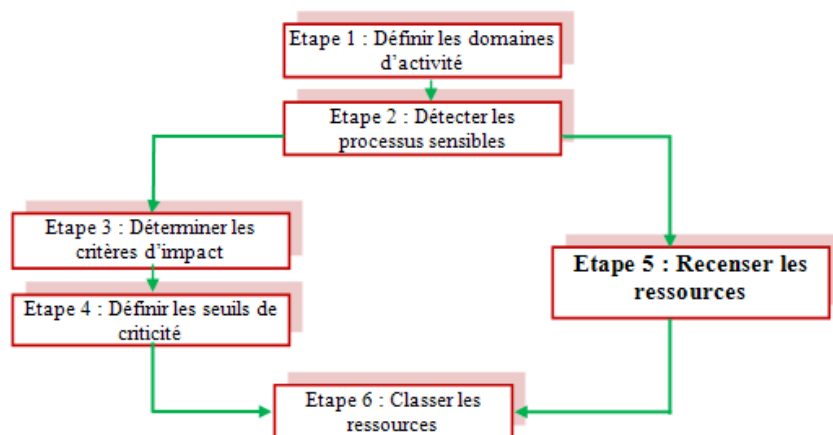 Etape 1 : Définir les domaines
d’activité
Etape 2 : Détecter les
processus sensibles
Etape 3 : Déterminer les
critères d’impact
Etape 4 : Définir les seuils de
criticité
Etape 5 : Recenser les
ressources
Etape 6 : Classer les
ressources